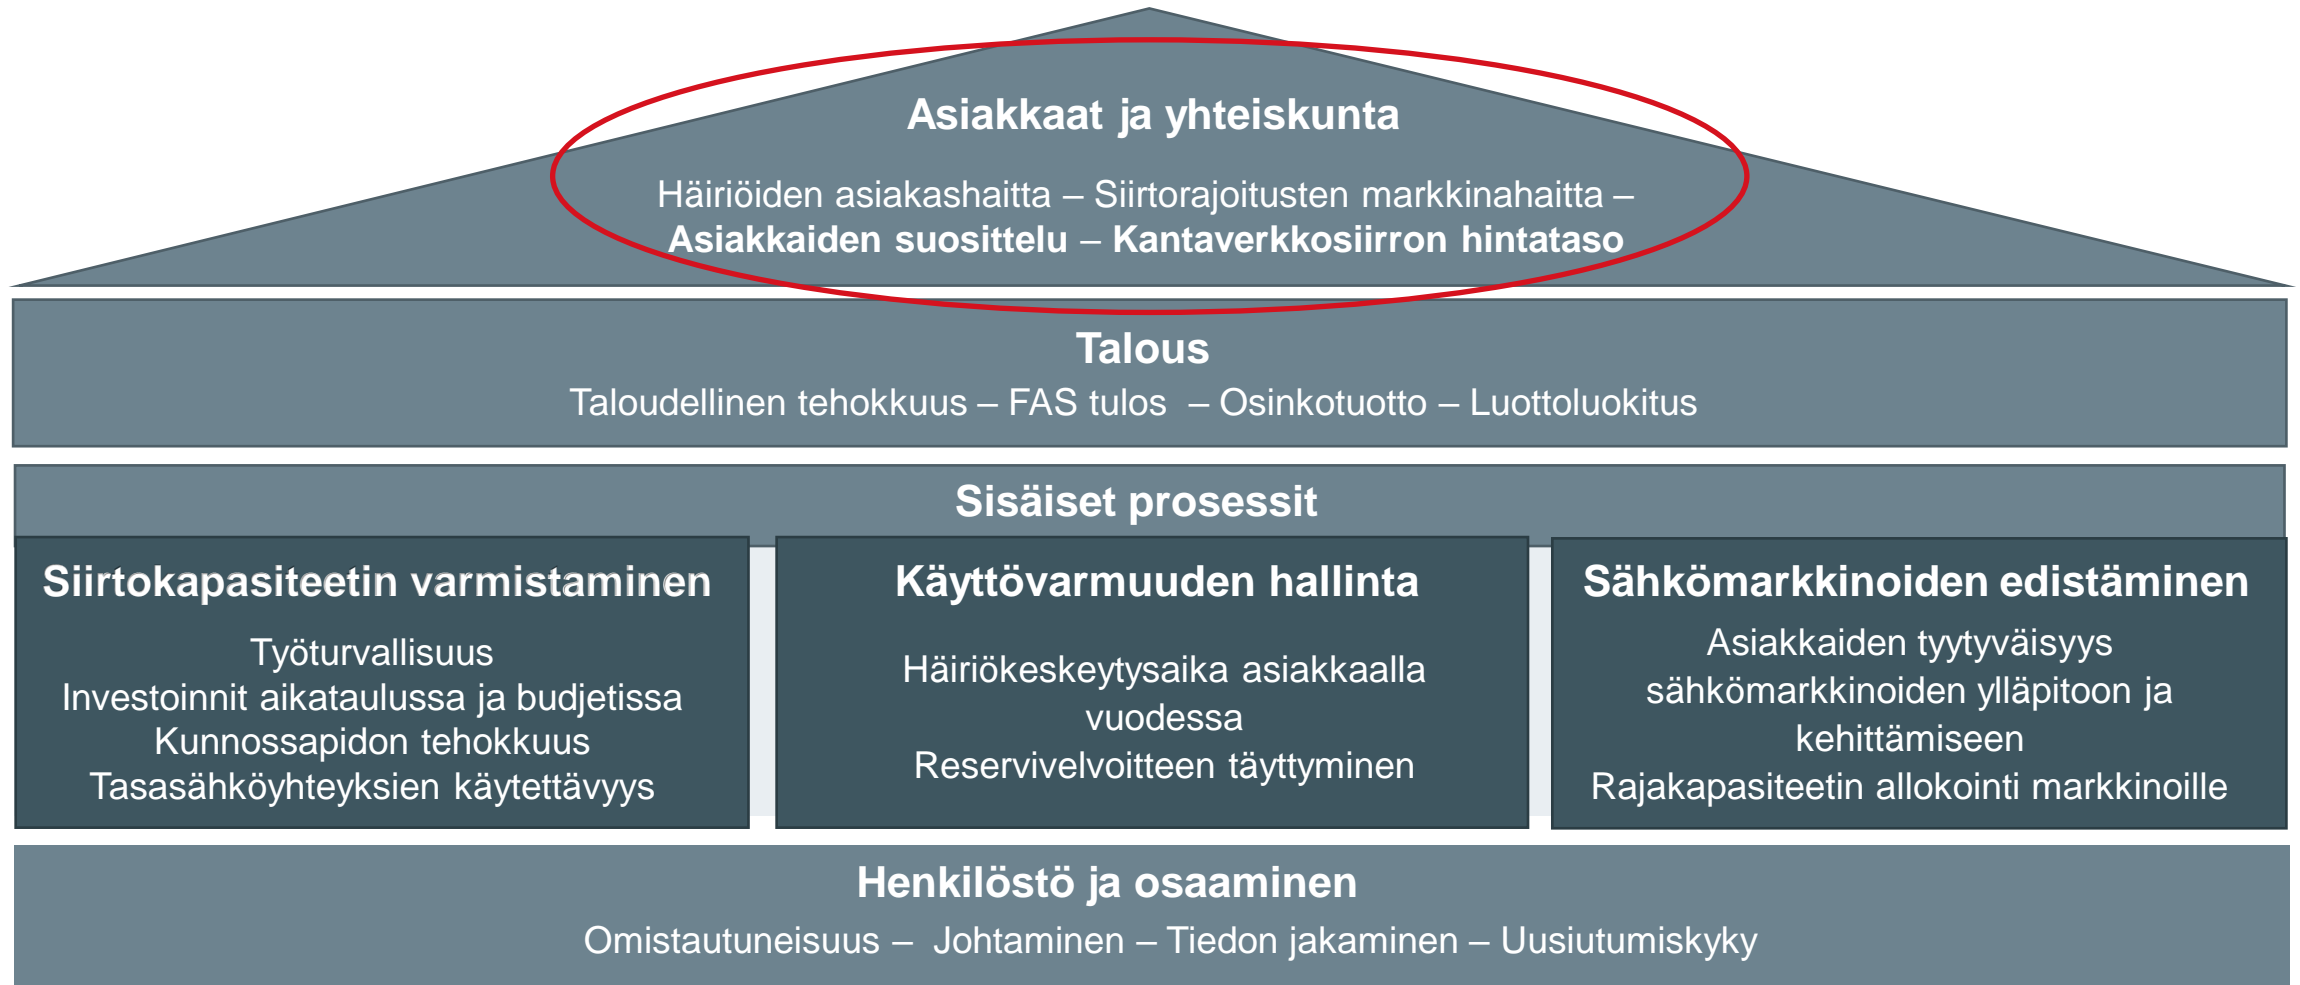 Asiakkaat ja yhteiskunta
Häiriöiden asiakashaitta – Siirtorajoitusten markkinahaitta –
Asiakkaiden suosittelu – Kantaverkkosiirron hintataso
Talous
Taloudellinen tehokkuus – FAS tulos – Osinkotuotto – Luottoluokitus
Sisäiset prosessit
Siirtokapasiteetin varmistaminen
Työturvallisuus
Investoinnit aikataulussa ja budjetissa
Kunnossapidon tehokkuus
Tasasähköyhteyksien käytettävyys
Käyttövarmuuden hallinta
Häiriökeskeytysaika asiakkaalla
vuodessa
Reservivelvoitteen täyttyminen
Sähkömarkkinoiden edistäminen
Asiakkaiden tyytyväisyys
sähkömarkkinoiden ylläpitoon ja
kehittämiseen
Rajakapasiteetin allokointi markkinoille
Henkilöstö ja osaaminen
Omistautuneisuus – Johtaminen – Tiedon jakaminen – Uusiutumiskyky